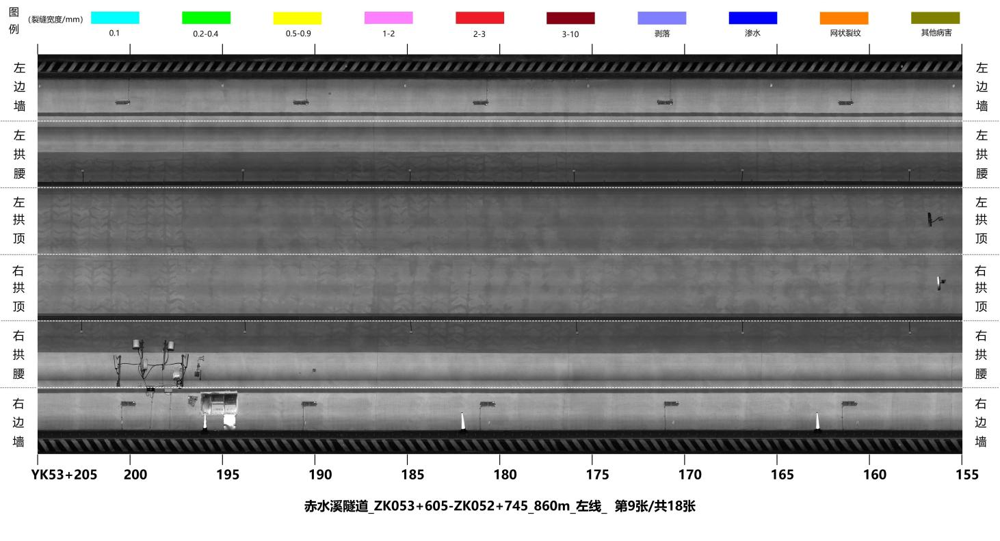 图例 (裂缝宽度/mm) 0.1 0.2-0.4 0.5-0.9 1-2 2-3 3-10 剥落 渗水 网状裂纹 其他病害
左边墙 左边墙
左拱腰 左拱腰
左拱顶 左拱顶
右拱顶 右拱顶
右拱腰 右拱腰
右边墙 右边墙
YK53+205 200 195 190 185 180 175 170 165 160 155
赤水溪隧道_ZK053+605-ZK052+745_860m_左线_ 第9张/共18张